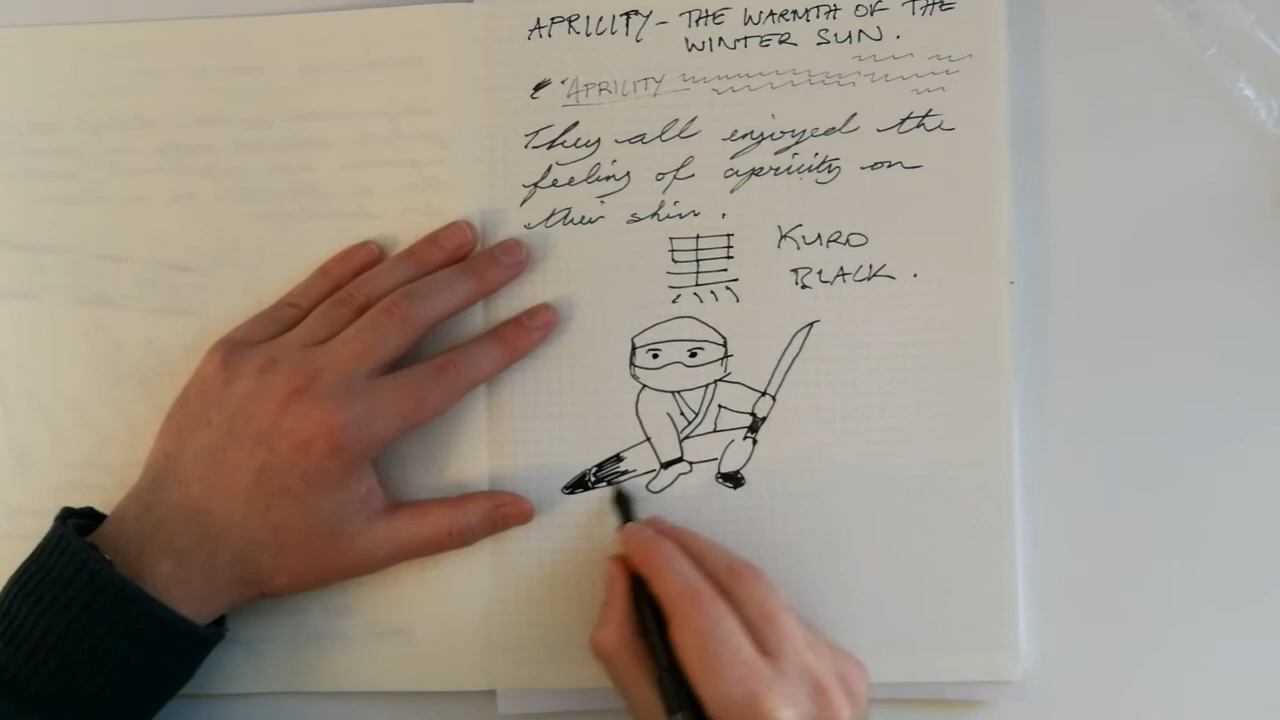 APRICITY - THE WARMTH OF THE
WINTER SUN.
"APRICITY
They all enjoyed the
feeling of apricity on
their skin.
黒 KURO
BLACK.